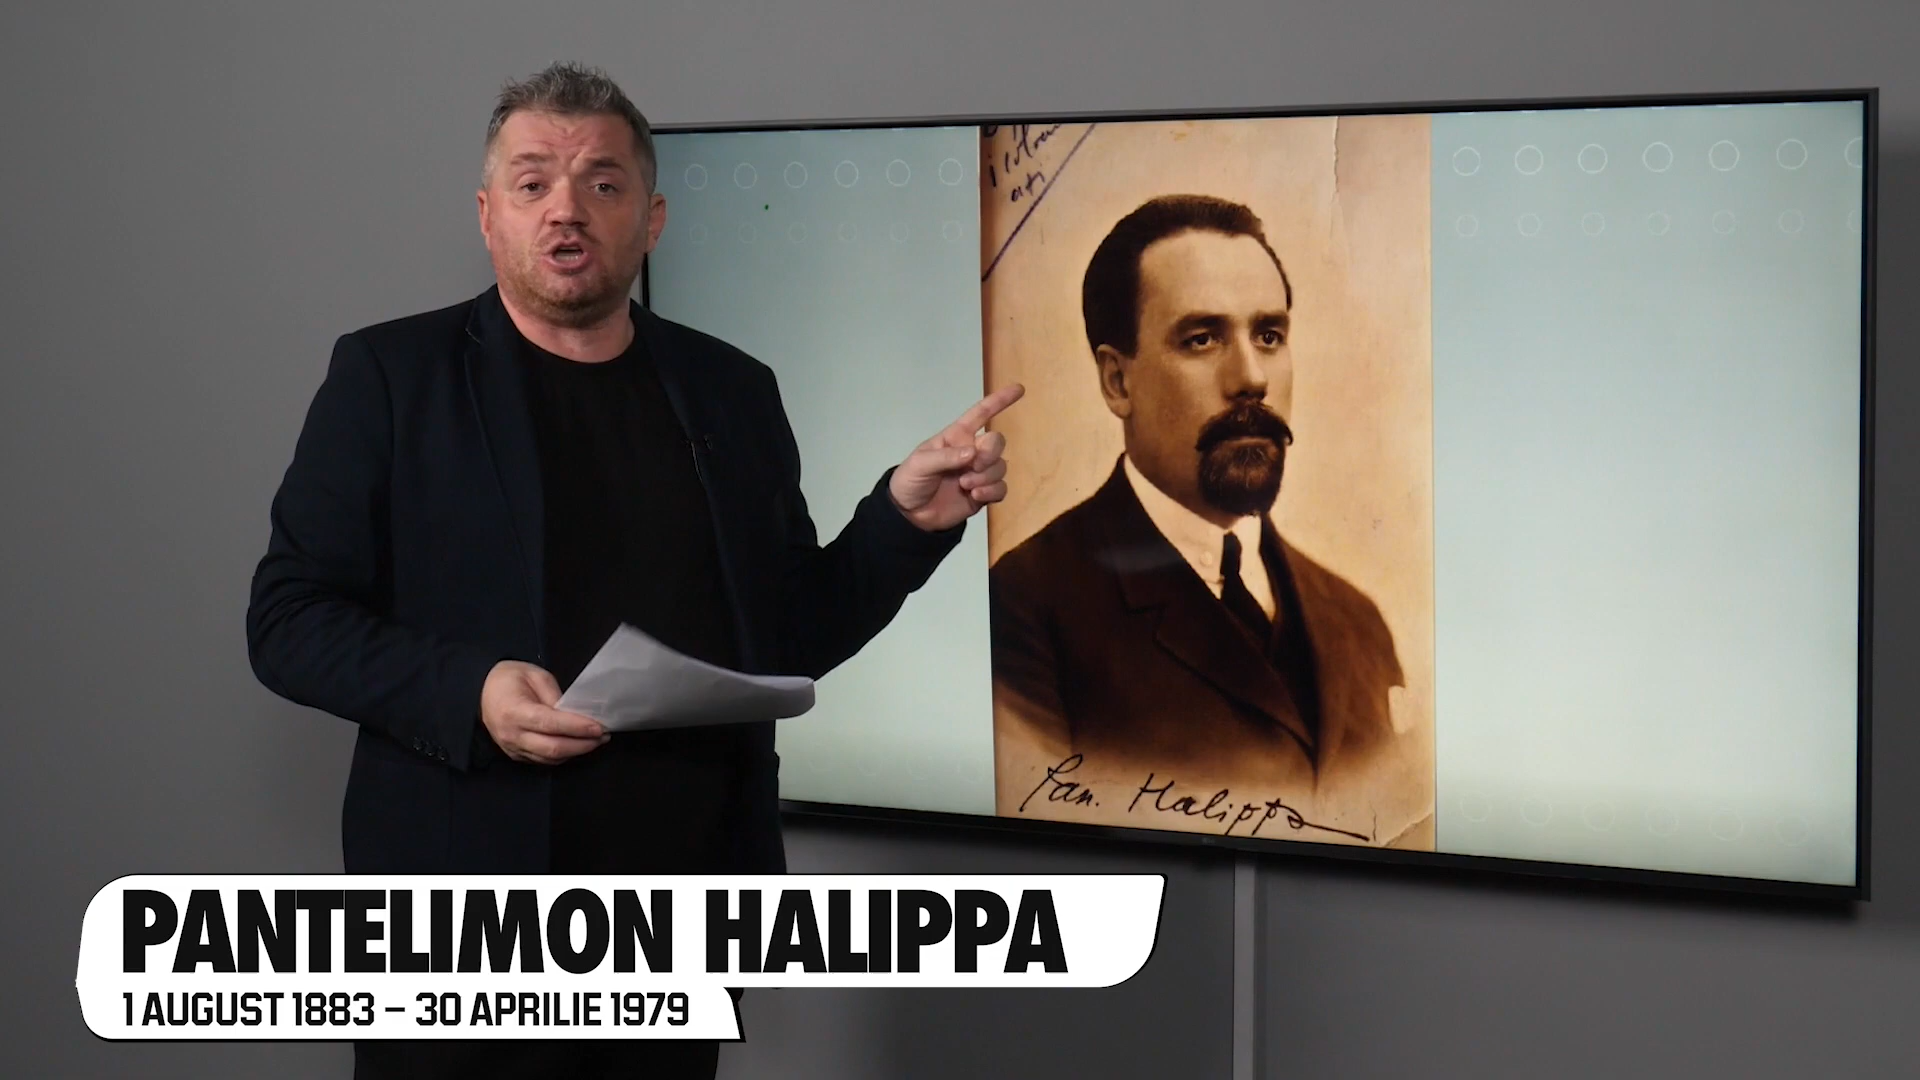 Pan. Halippa
PANTELIMON HALIPPA
1 AUGUST 1883 – 30 APRILIE 1979